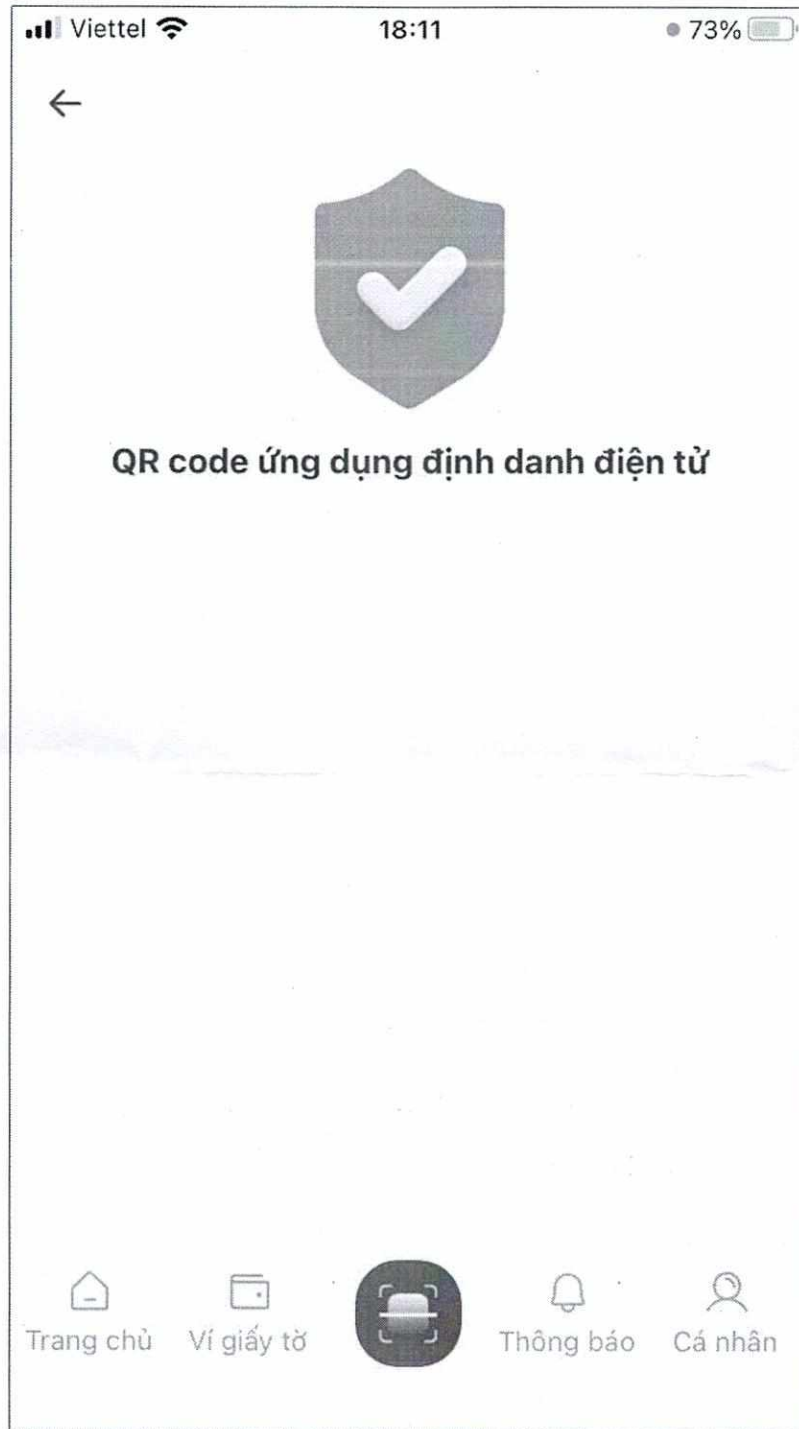 Viettel 18:11 73%
QR code ứng dụng định danh điện tử
Trang chủ Ví giấy tờ Thông báo Cá nhân